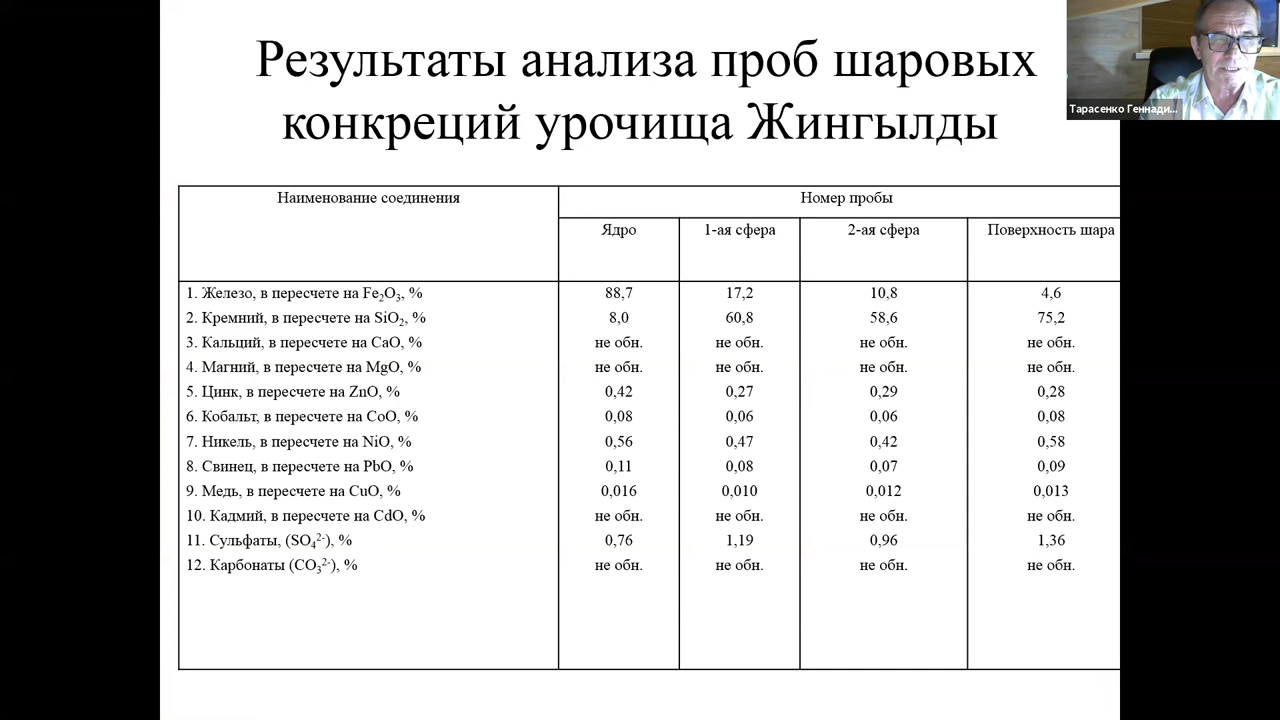 Результаты анализа проб шаровых
конкреций урочища Жингылды
Тарасенко Геннади...
Наименование соединения
Номер пробы
Ядро
1-ая сфера
2-ая сфера
Поверхность шара
1. Железо, в пересчете на Fe₂O₃, % 88,7 17,2 10,8 4,6
2. Кремний, в пересчете на SiO₂, % 8,0 60,8 58,6 75,2
3. Кальций, в пересчете на CaO, % не обн. не обн. не обн. не обн.
4. Магний, в пересчете на MgO, % не обн. не обн. не обн. не обн.
5. Цинк, в пересчете на ZnO, % 0,42 0,27 0,29 0,28
6. Кобальт, в пересчете на CoO, % 0,08 0,06 0,06 0,08
7. Никель, в пересчете на NiO, % 0,56 0,47 0,42 0,58
8. Свинец, в пересчете на PbO, % 0,11 0,08 0,07 0,09
9. Медь, в пересчете на CuO, % 0,016 0,010 0,012 0,013
10. Кадмий, в пересчете на CdO, % не обн. не обн. не обн. не обн.
11. Сульфаты, (SO₄²⁻), % 0,76 1,19 0,96 1,36
12. Карбонаты (CO₃²⁻), % не обн. не обн. не обн. не обн.